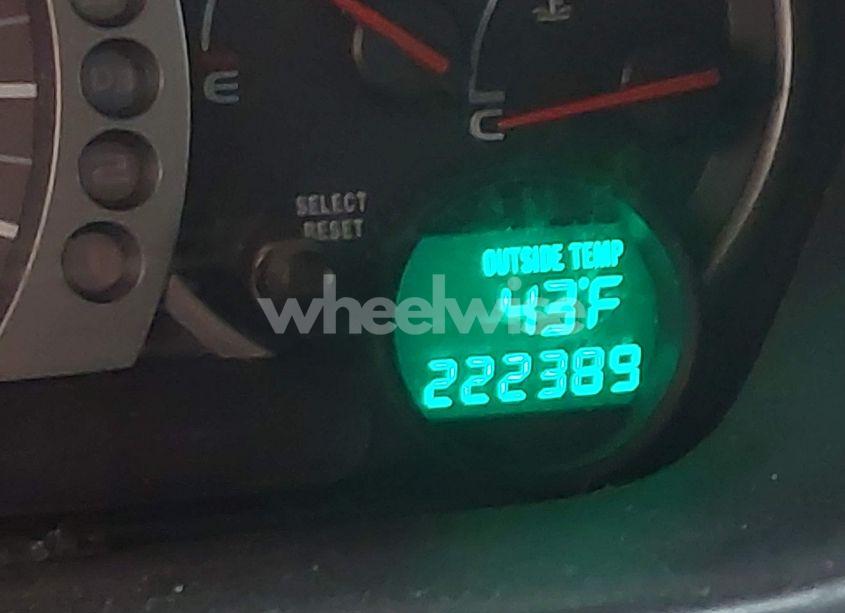 E
C
SELECT
RESET
OUTSIDE TEMP
43°F
222389
wheelwise